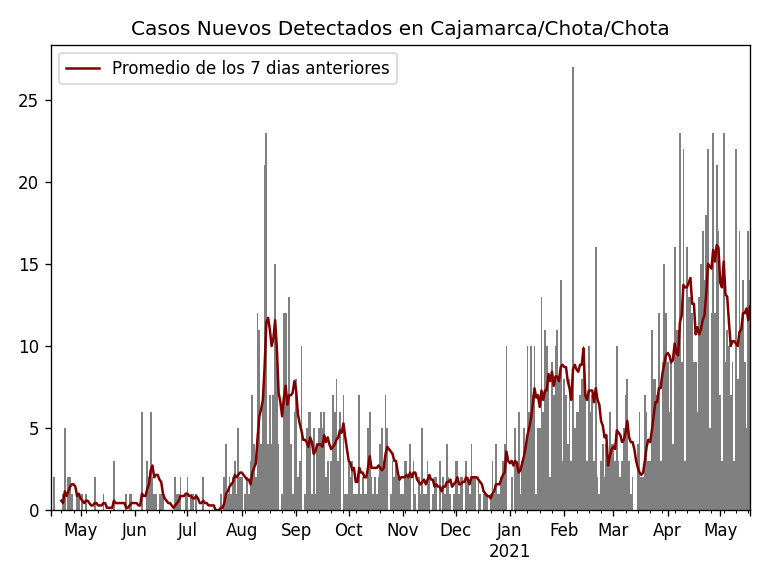 Casos Nuevos Detectados en Cajamarca/Chota/Chota
Promedio de los 7 dias anteriores
25
20
15
10
5
0
May Jun Jul Aug Sep Oct Nov Dec Jan Feb Mar Apr May
2021